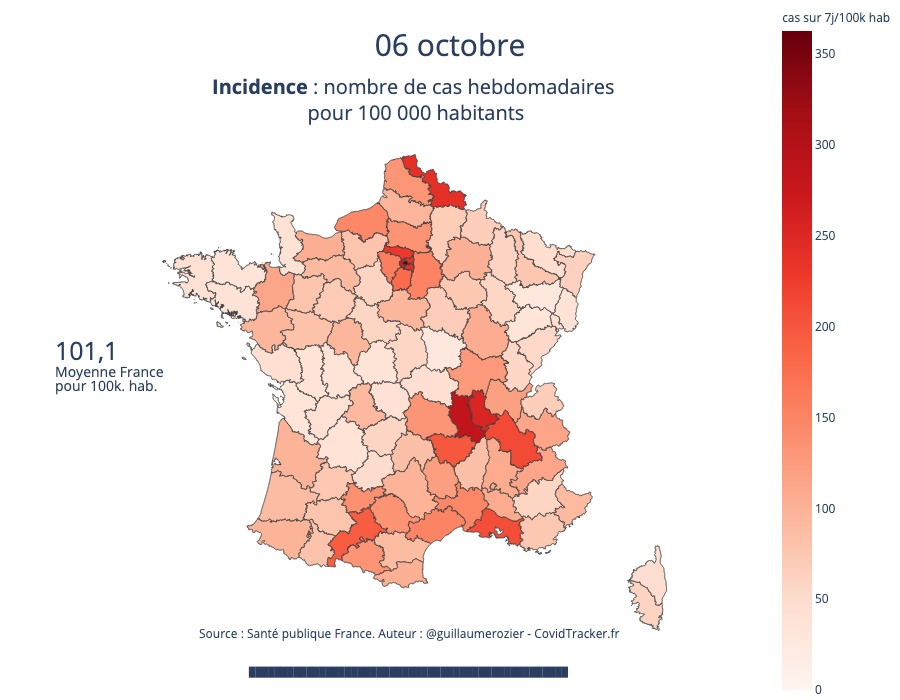 cas sur 7j/100k hab
06 octobre
Incidence : nombre de cas hebdomadaires
pour 100 000 habitants
350
300
250
200
150
100
50
0
101,1
Moyenne France
pour 100k. hab.
Source : Santé publique France. Auteur : @guillaumerozier - CovidTracker.fr